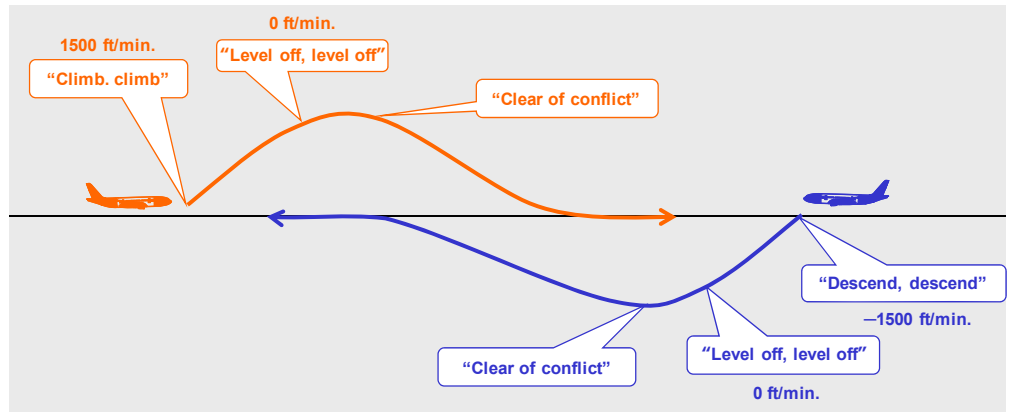 0 ft/min.
1500 ft/min.
“Level off, level off”
“Climb. climb”
“Clear of conflict”
“Descend, descend”
—1500 ft/min.
“Level off, level off”
“Clear of conflict”
0 ft/min.